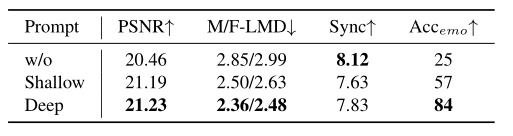 Prompt PSNR↑ M/F-LMD↓ Sync↑ Acc_emo↑
w/o 20.46 2.85/2.99 8.12 25
Shallow 21.19 2.50/2.63 7.63 57
Deep 21.23 2.36/2.48 7.83 84